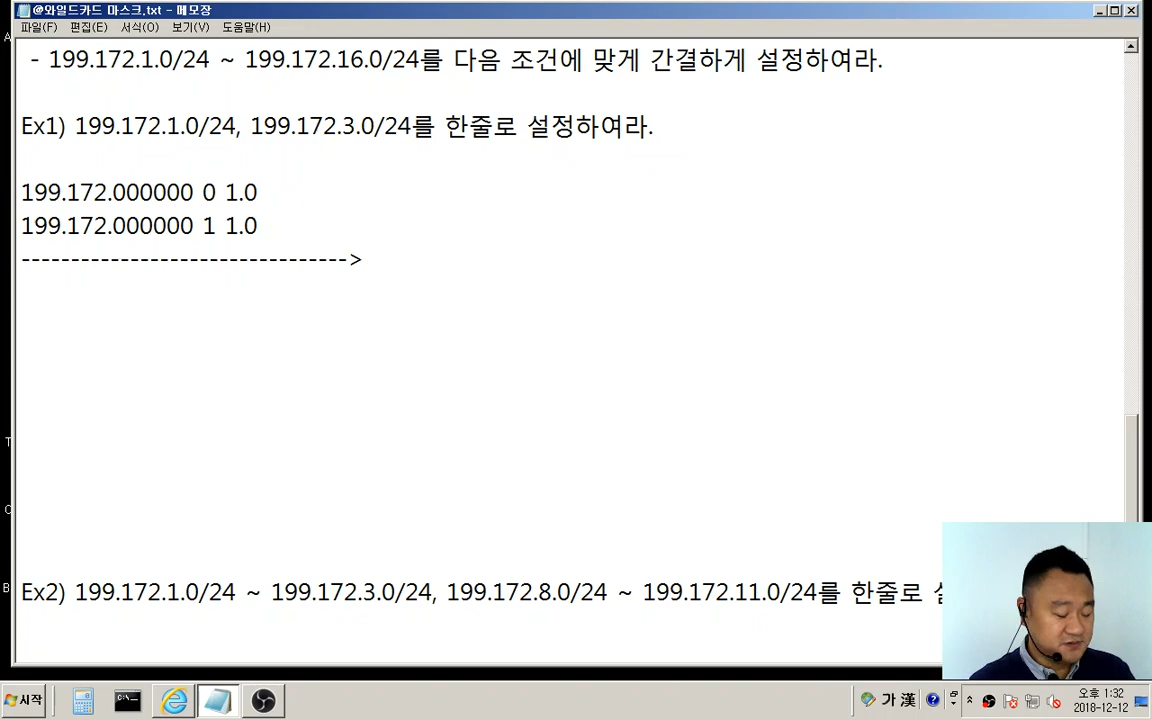 @와일드카드 마스크.txt - 메모장
파일(F) 편집(E) 서식(O) 보기(V) 도움말(H)
- 199.172.1.0/24 ~ 199.172.16.0/24를 다음 조건에 맞게 간결하게 설정하여라.
Ex1) 199.172.1.0/24, 199.172.3.0/24를 한줄로 설정하여라.
199.172.000000 0 1.0
199.172.000000 1 1.0
--------------------------------->
Ex2) 199.172.1.0/24 ~ 199.172.3.0/24, 199.172.8.0/24 ~ 199.172.11.0/24를 한줄로
시작
가 漢
오후 1:32
2018-12-12